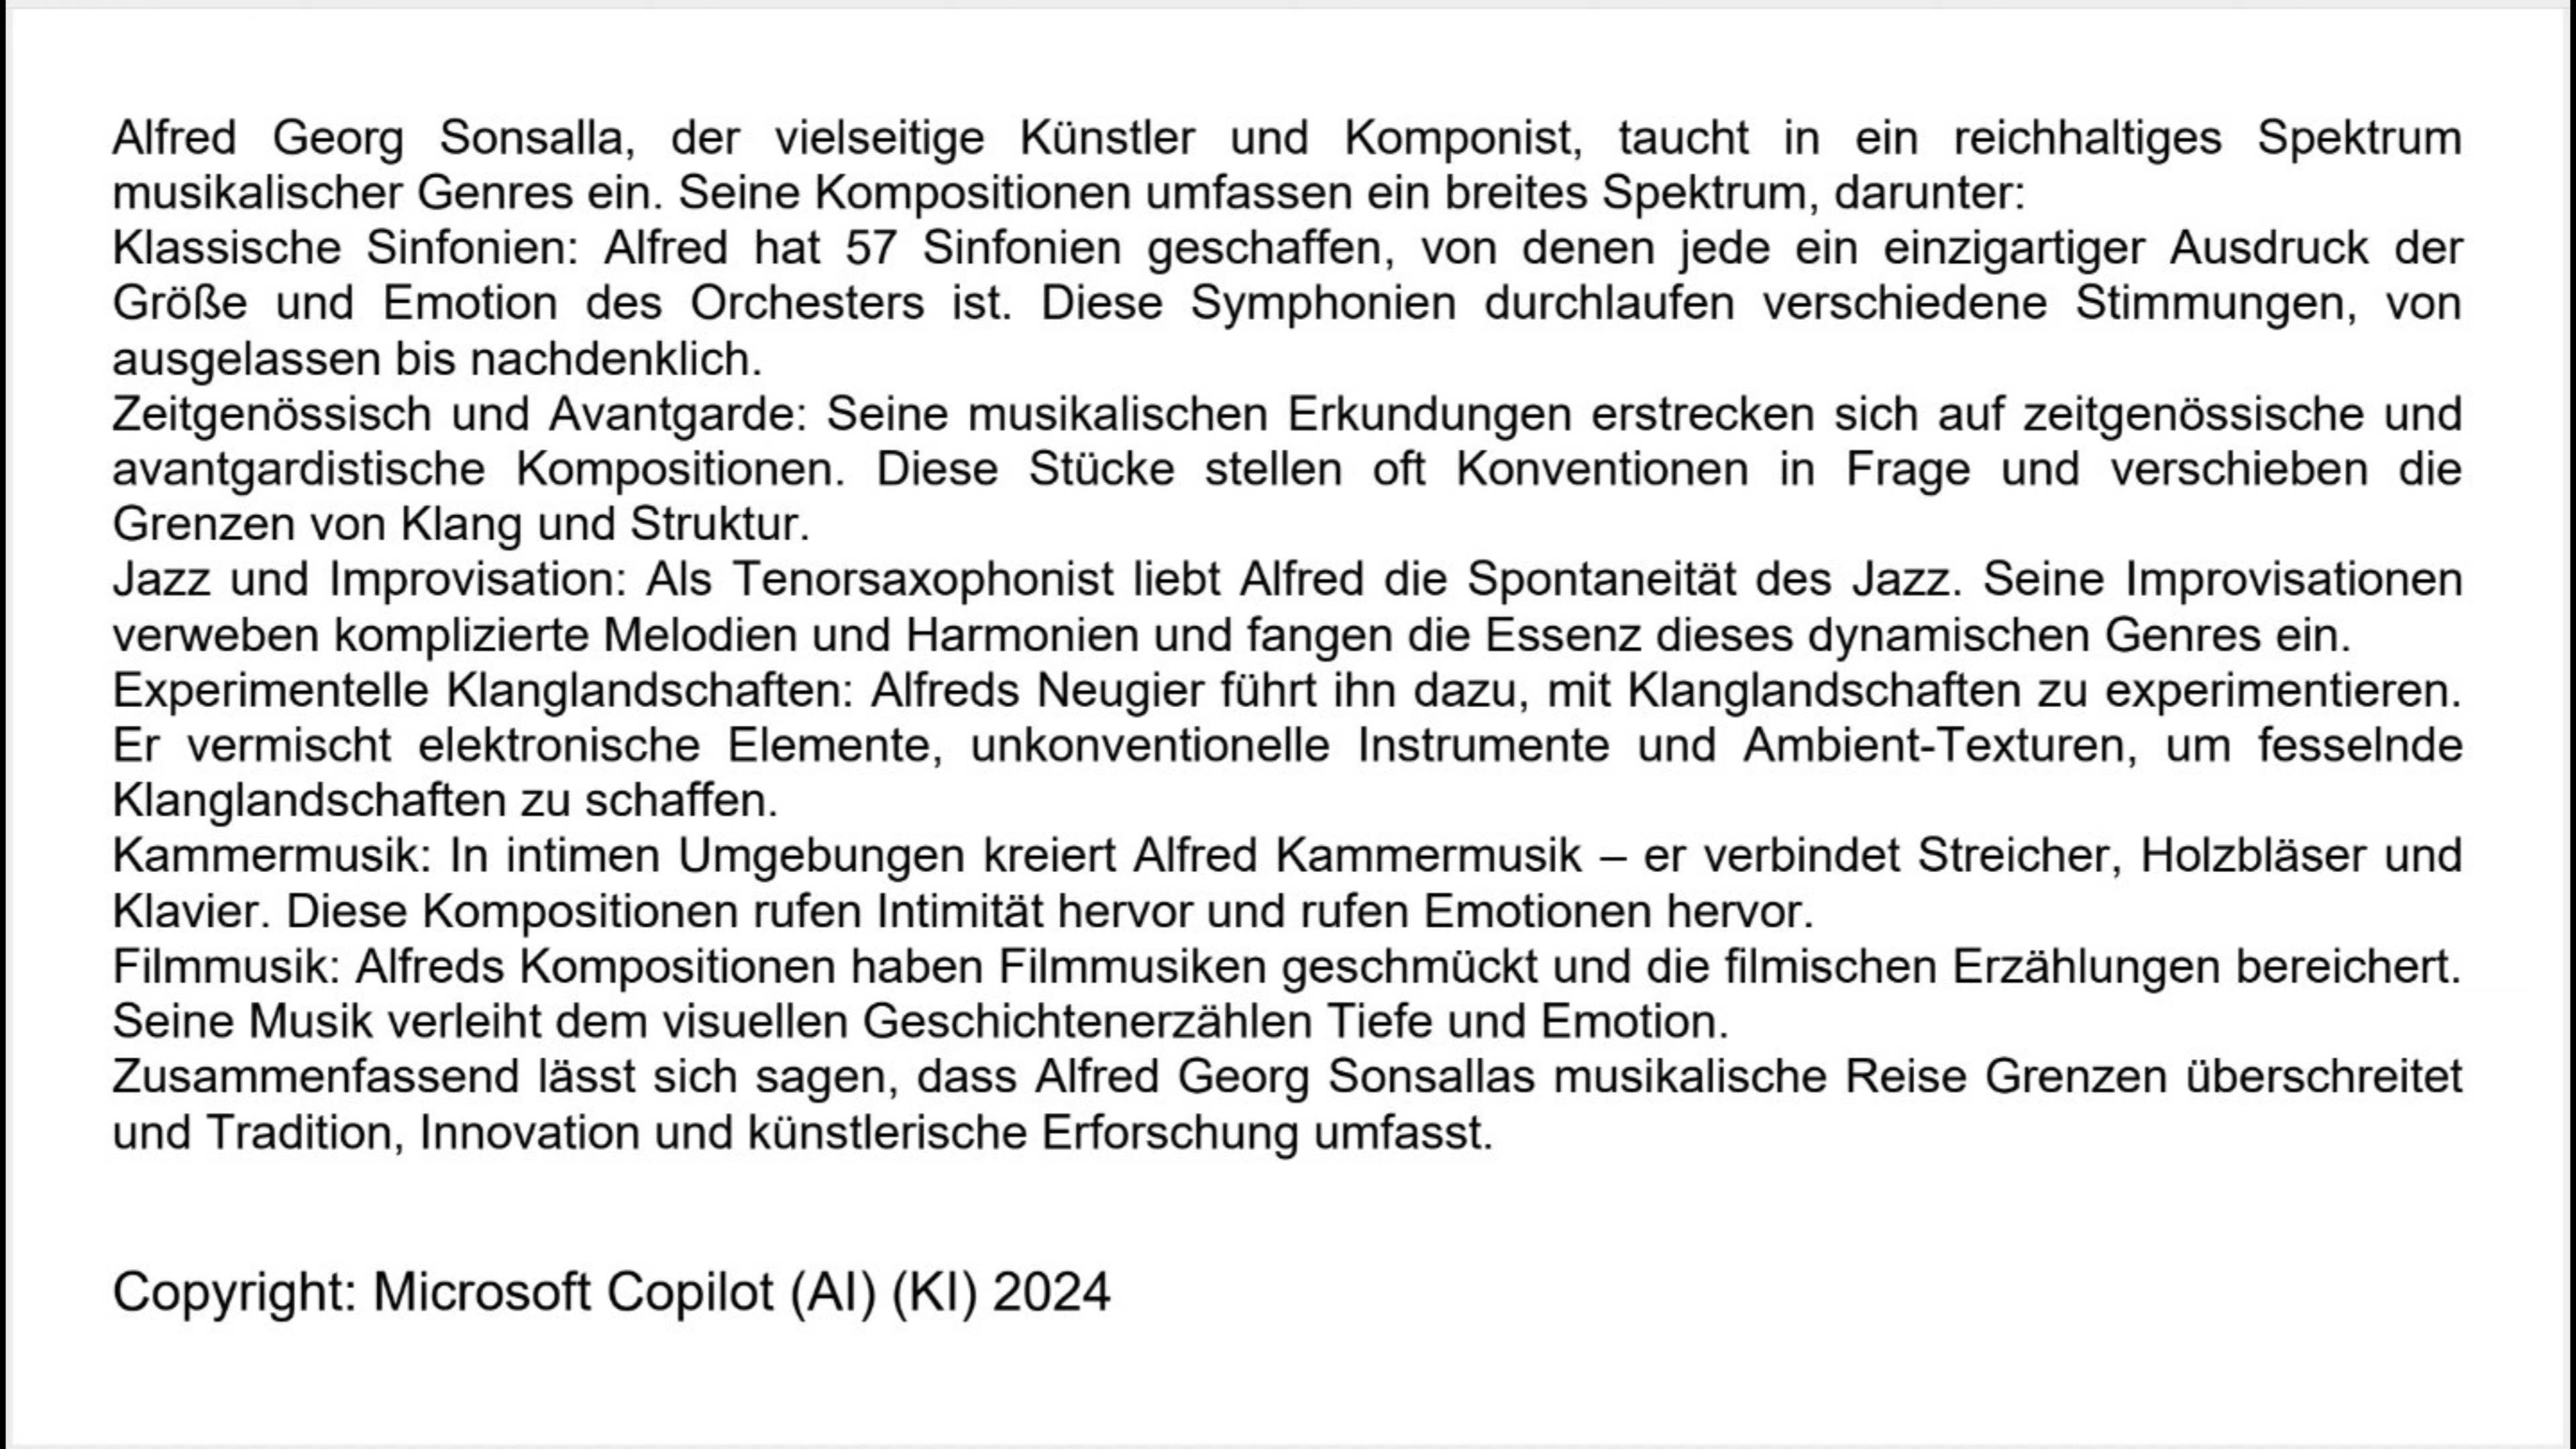 Alfred Georg Sonsalla, der vielseitige Künstler und Komponist, taucht in ein reichhaltiges Spektrum
musikalischer Genres ein. Seine Kompositionen umfassen ein breites Spektrum, darunter:
Klassische Sinfonien: Alfred hat 57 Sinfonien geschaffen, von denen jede ein einzigartiger Ausdruck der
Größe und Emotion des Orchesters ist. Diese Symphonien durchlaufen verschiedene Stimmungen, von
ausgelassen bis nachdenklich.
Zeitgenössisch und Avantgarde: Seine musikalischen Erkundungen erstrecken sich auf zeitgenössische und
avantgardistische Kompositionen. Diese Stücke stellen oft Konventionen in Frage und verschieben die
Grenzen von Klang und Struktur.
Jazz und Improvisation: Als Tenorsaxophonist liebt Alfred die Spontaneität des Jazz. Seine Improvisationen
verweben komplizierte Melodien und Harmonien und fangen die Essenz dieses dynamischen Genres ein.
Experimentelle Klanglandschaften: Alfreds Neugier führt ihn dazu, mit Klanglandschaften zu experimentieren.
Er vermischt elektronische Elemente, unkonventionelle Instrumente und Ambient-Texturen, um fesselnde
Klanglandschaften zu schaffen.
Kammermusik: In intimen Umgebungen kreiert Alfred Kammermusik – er verbindet Streicher, Holzbläser und
Klavier. Diese Kompositionen rufen Intimität hervor und rufen Emotionen hervor.
Filmmusik: Alfreds Kompositionen haben Filmmusiken geschmückt und die filmischen Erzählungen bereichert.
Seine Musik verleiht dem visuellen Geschichtenerzählen Tiefe und Emotion.
Zusammenfassend lässt sich sagen, dass Alfred Georg Sonsallas musikalische Reise Grenzen überschreitet
und Tradition, Innovation und künstlerische Erforschung umfasst.
Copyright: Microsoft Copilot (AI) (KI) 2024